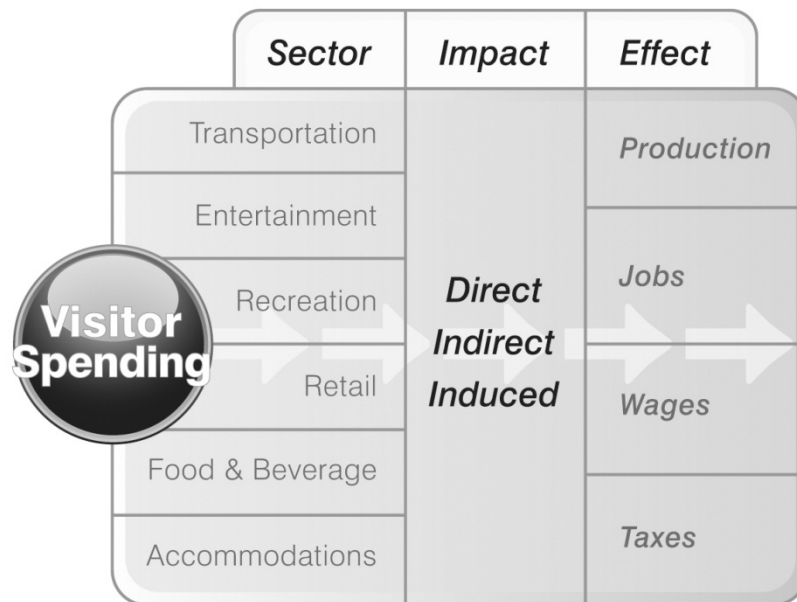 Sector Impact Effect
Transportation
Entertainment
Recreation
Retail
Food & Beverage
Accommodations
Visitor
Spending
Direct
Indirect
Induced
Production
Jobs
Wages
Taxes